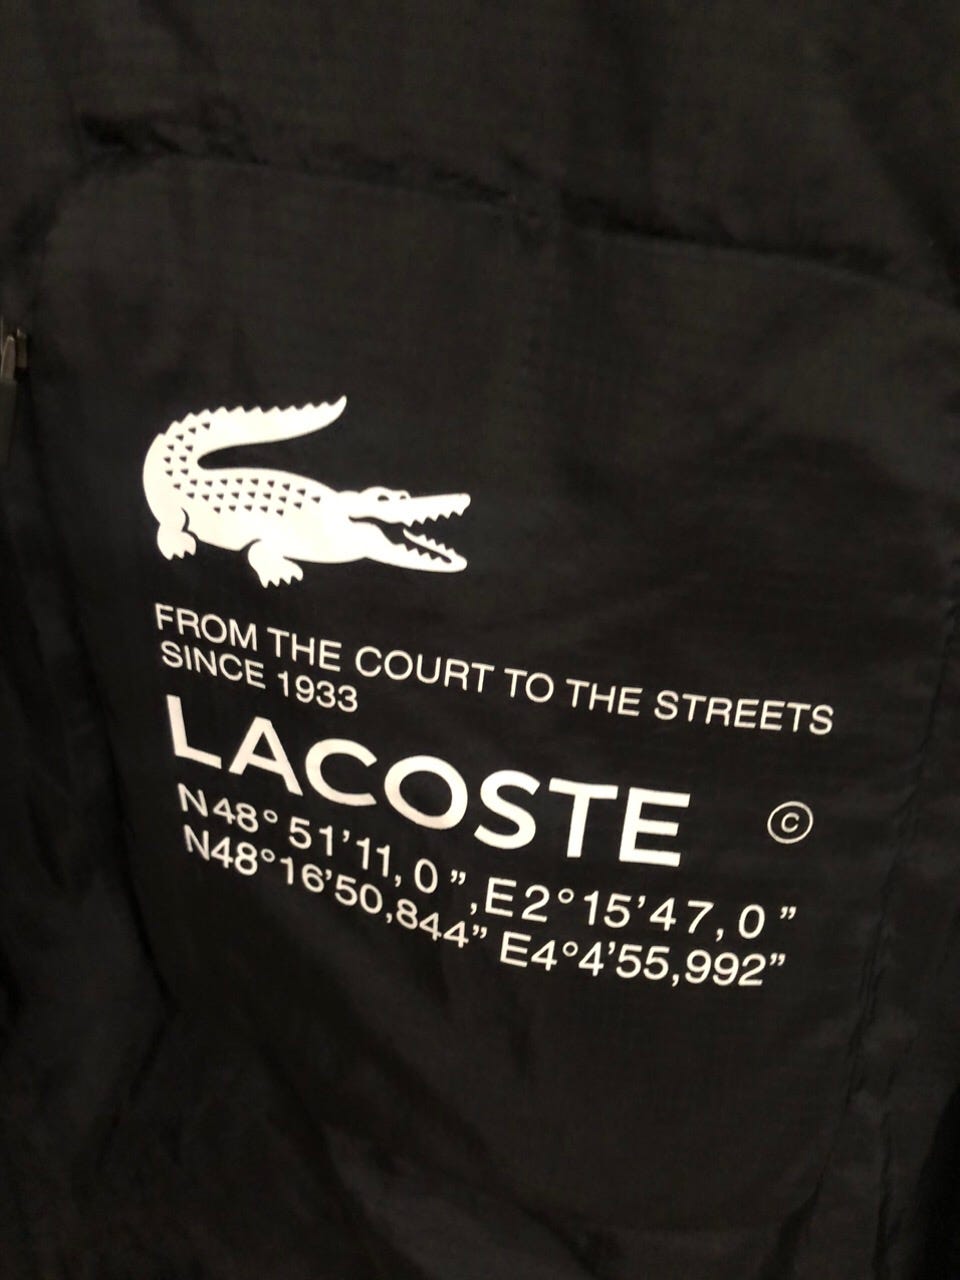 FROM THE COURT TO THE STREETS
SINCE 1933
LACOSTE ©
N48° 51’11,0 ”,E2°15’47,0 ”
N48°16’50,844” E4°4’55,992”